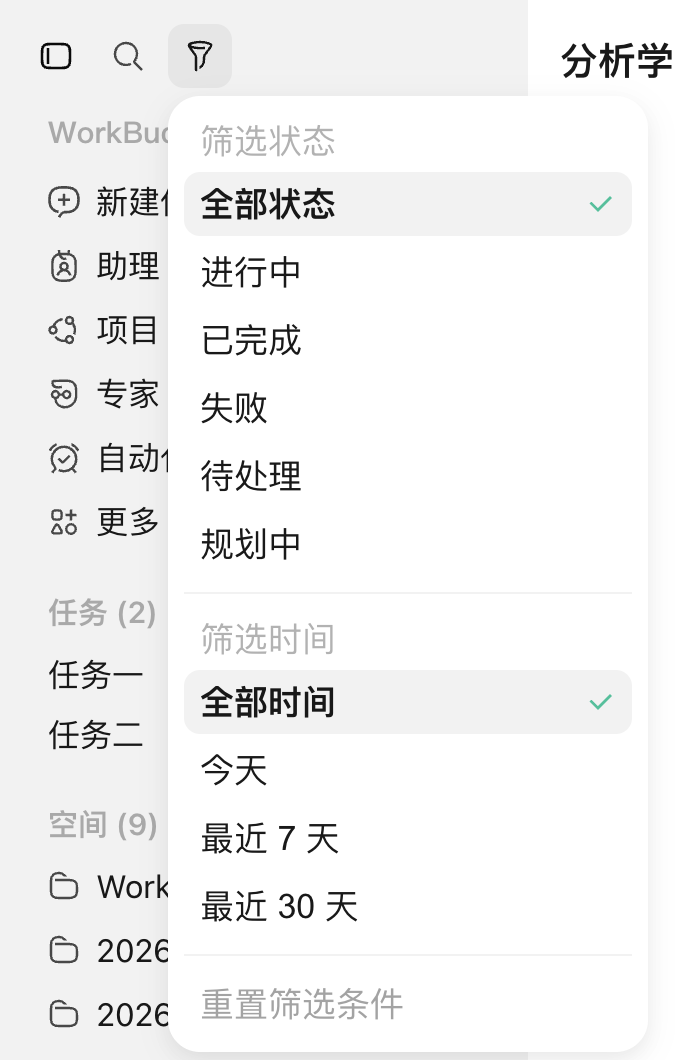 分析学
WorkBu
新建
助理
项目
专家
自动
更多
任务 (2)
任务一
任务二
空间 (9)
Work
2026
2026
筛选状态
全部状态
进行中
已完成
失败
待处理
规划中
筛选时间
全部时间
今天
最近 7 天
最近 30 天
重置筛选条件